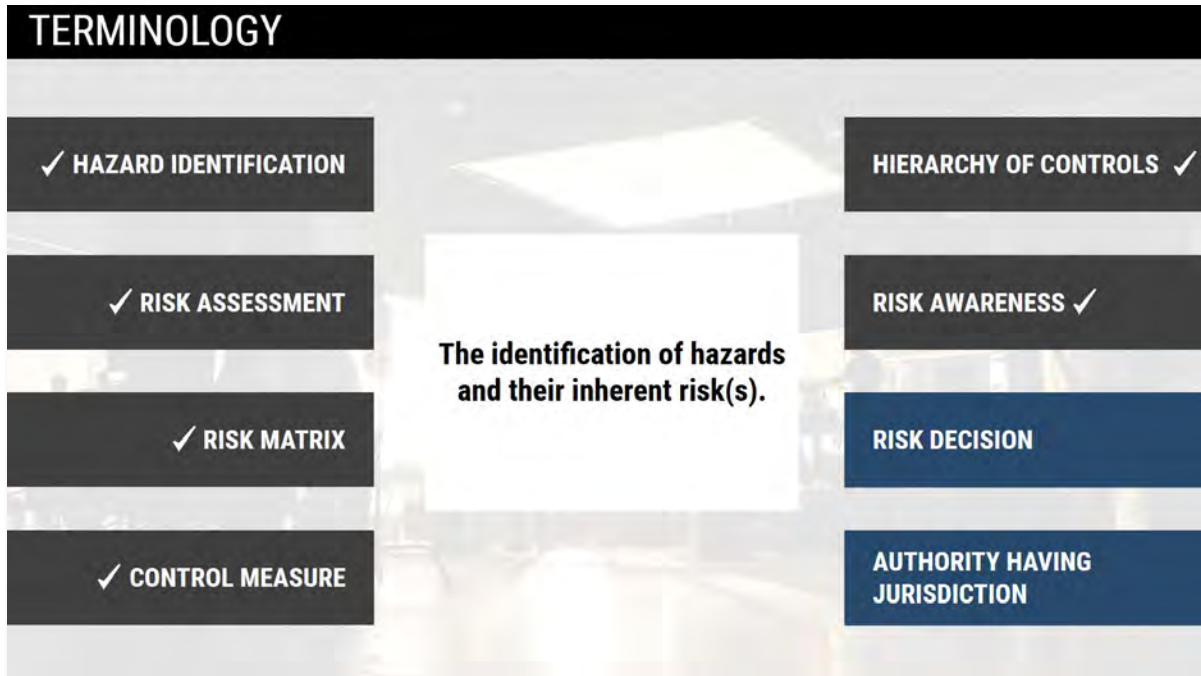 TERMINOLOGY
✓ HAZARD IDENTIFICATION
✓ RISK ASSESSMENT
✓ RISK MATRIX
✓ CONTROL MEASURE
The identification of hazards
and their inherent risk(s).
HIERARCHY OF CONTROLS ✓
RISK AWARENESS ✓
RISK DECISION
AUTHORITY HAVING
JURISDICTION